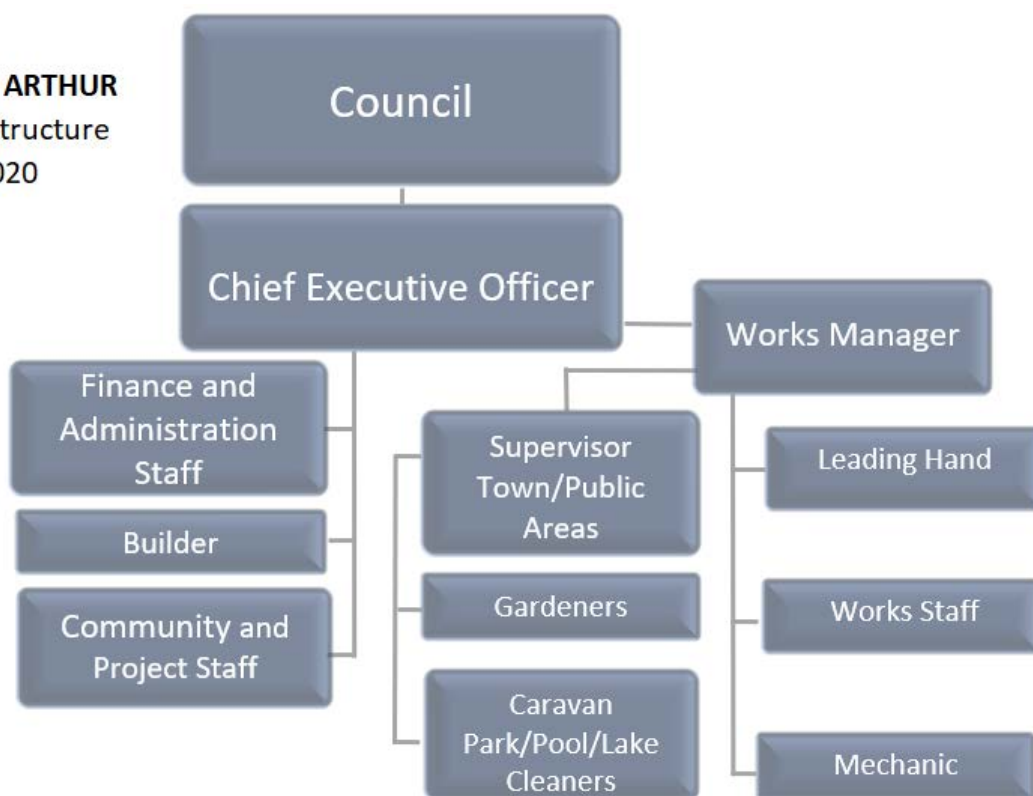 ARTHUR
tructure
020
Council
Chief Executive Officer
Works Manager
Finance and
Administration
Staff
Builder
Community and
Project Staff
Supervisor
Town/Public
Areas
Gardeners
Caravan
Park/Pool/Lake
Cleaners
Leading Hand
Works Staff
Mechanic